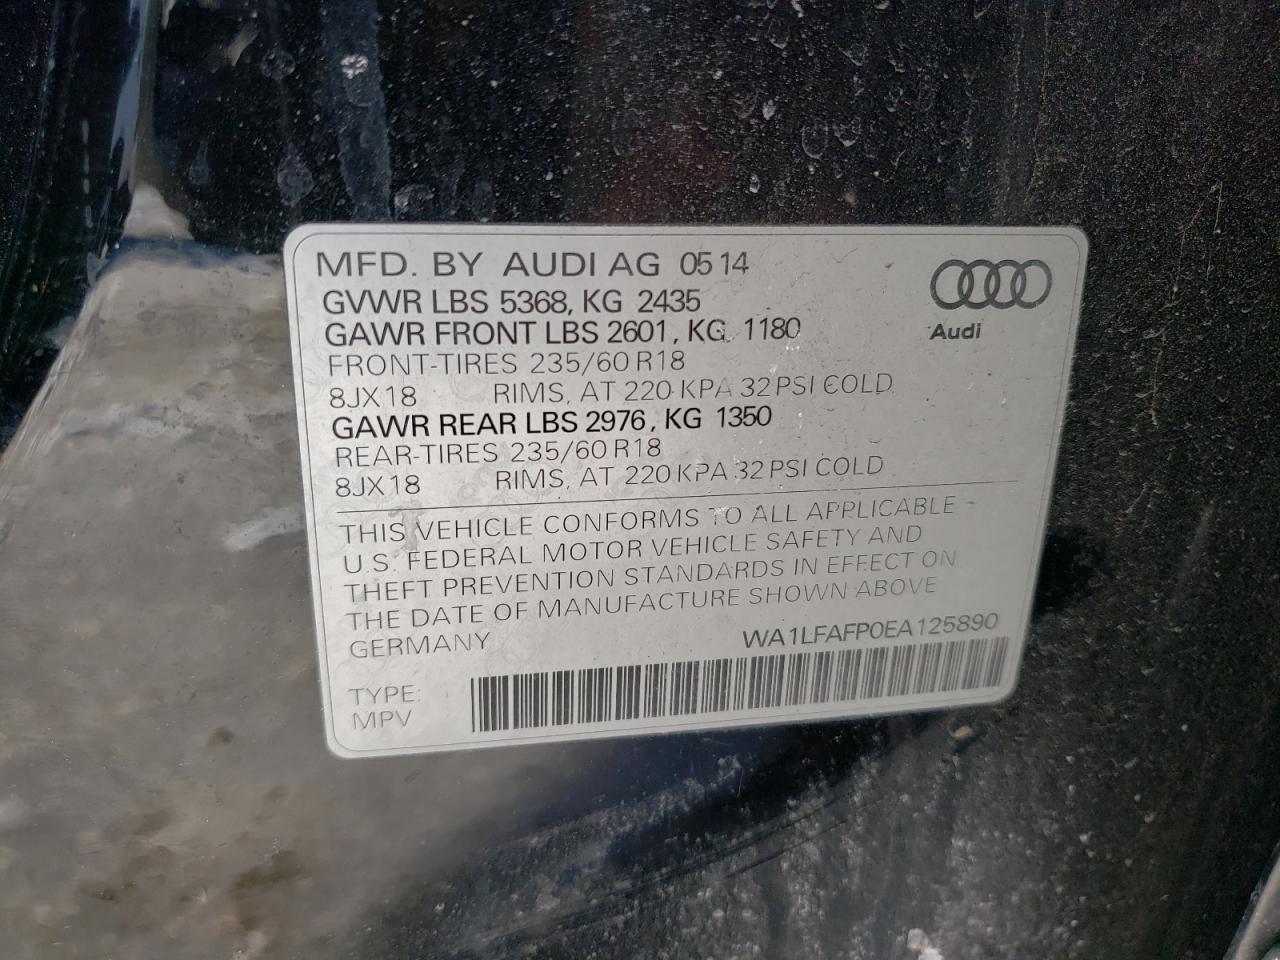 MFD. BY AUDI AG 0514
GVWR LBS 5368, KG 2435
GAWR FRONT LBS 2601, KG 1180
FRONT-TIRES 235/60 R18
8JX18 RIMS, AT 220 KPA 32 PSI COLD
GAWR REAR LBS 2976, KG 1350
REAR-TIRES 235/60 R18
8JX18 RIMS, AT 220 KPA 32 PSI COLD
Audi
THIS VEHICLE CONFORMS TO ALL APPLICABLE
U.S. FEDERAL MOTOR VEHICLE SAFETY AND
THEFT PREVENTION STANDARDS IN EFFECT ON
THE DATE OF MANUFACTURE SHOWN ABOVE
GERMANY WA1LFAFP0EA125890
TYPE:
MPV